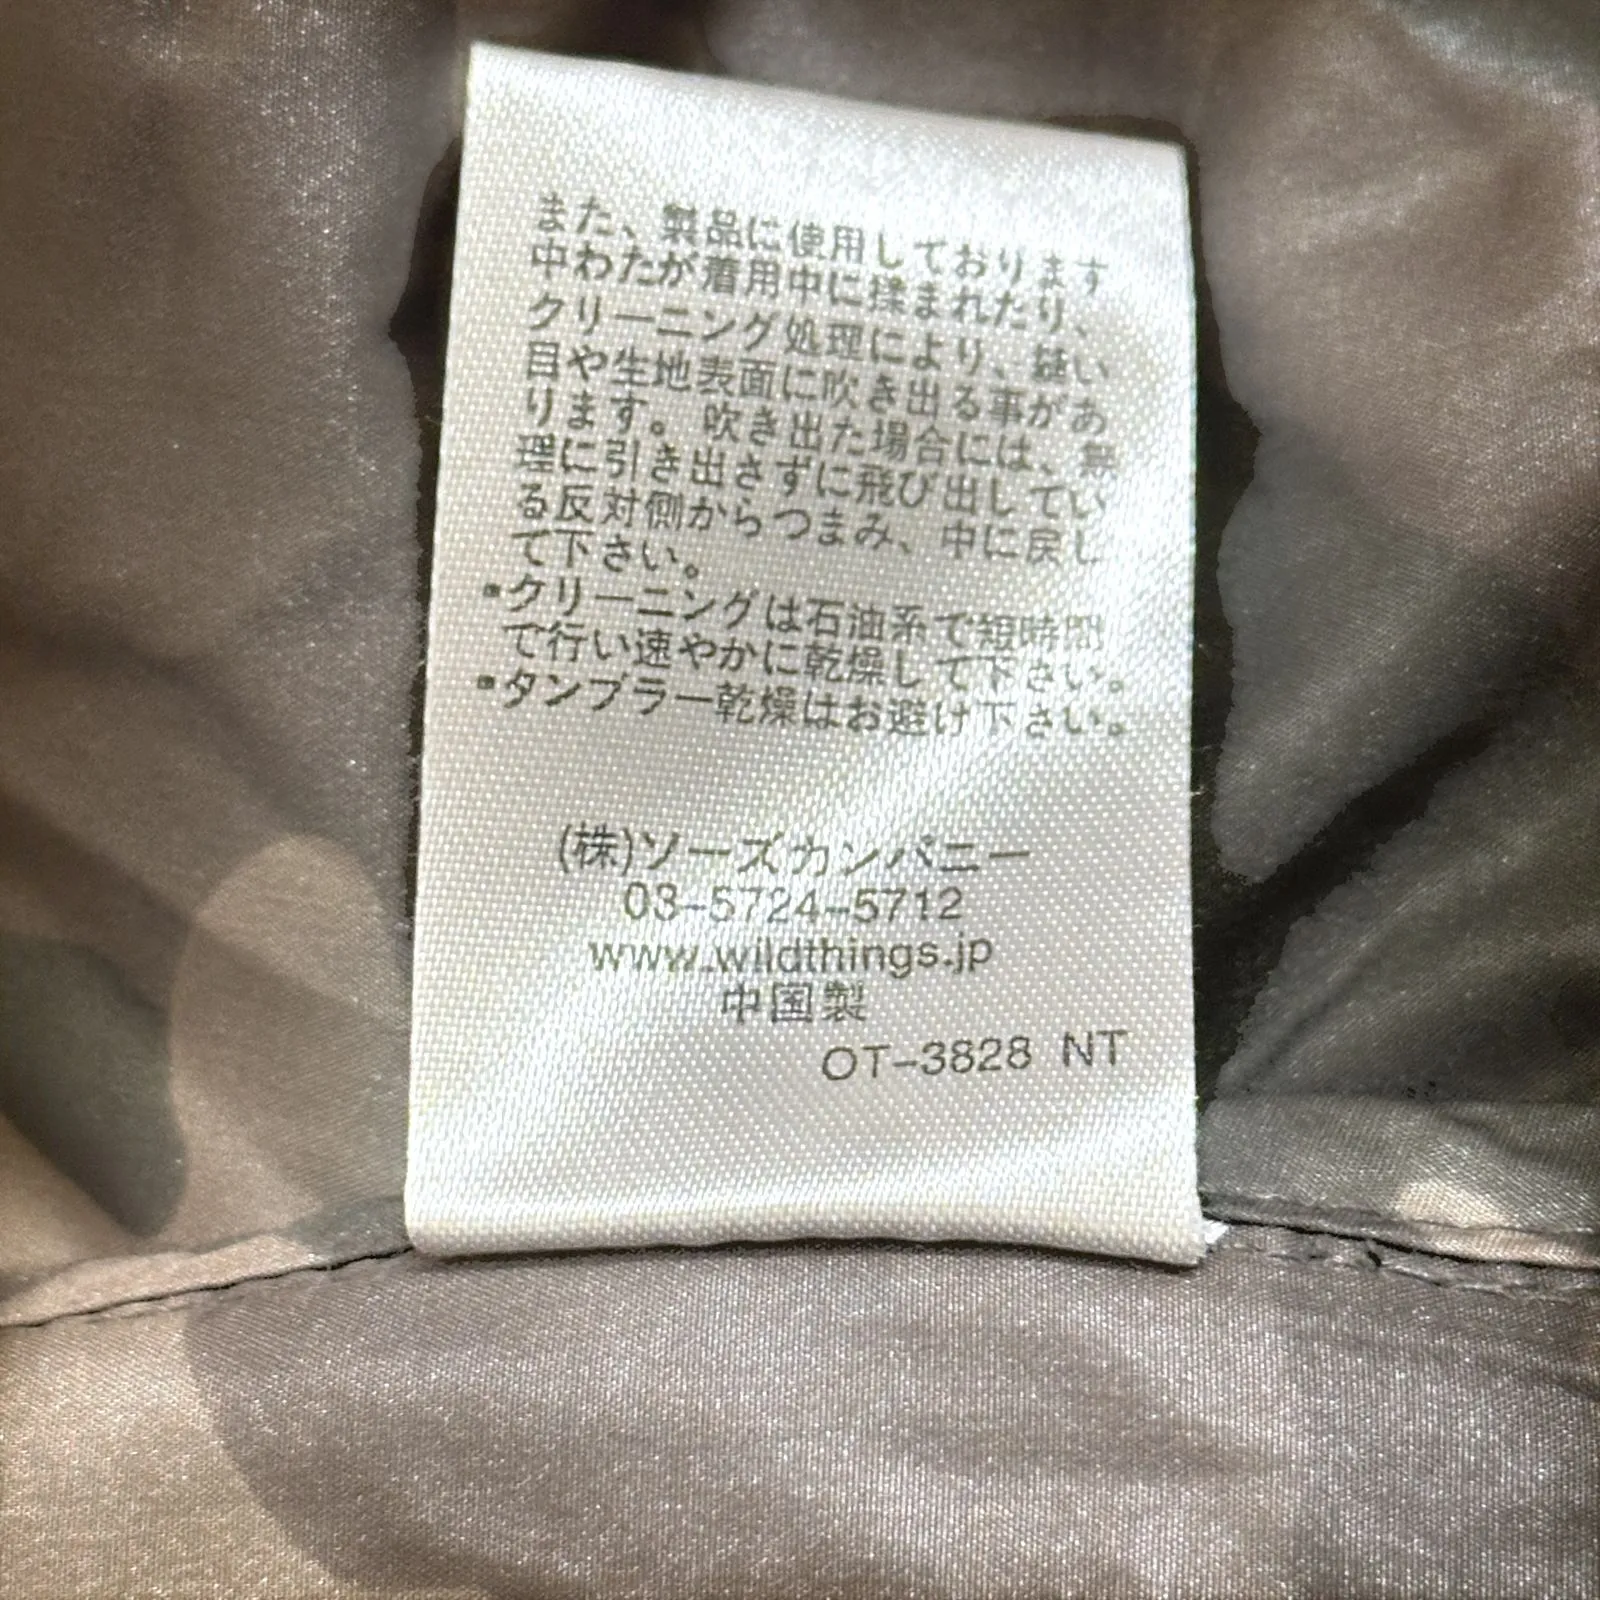 また、製品に使用しております
中わたが着用中に揉まれたり、
クリーニング処理により、縫い
目や生地表面に吹き出る事があ
ります。吹き出た場合には、無
理に引き出さずに飛び出してい
る反対側からつまみ、中に戻し
て下さい。
▪クリーニングは石油系で短時間
で行い速やかに乾燥して下さい。
▪タンブラー乾燥はお避け下さい。
(株)ソーズカンパニー
03-5724-5712
www.wildthings.jp
中国製
OT-3828 NT